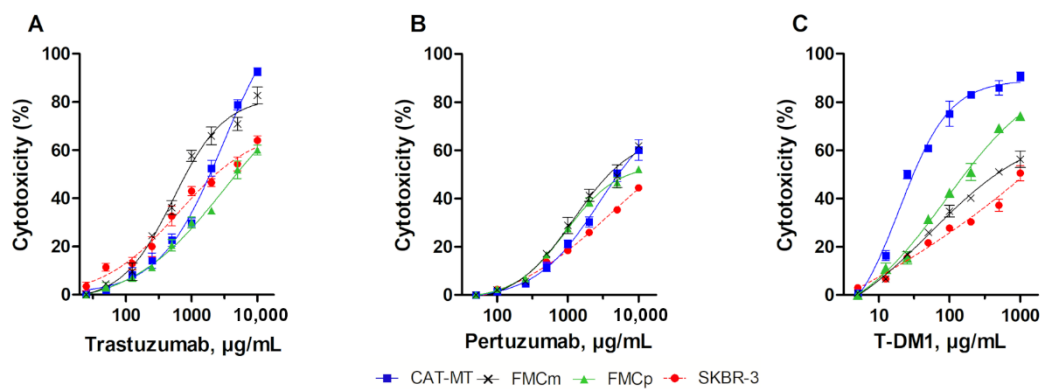 A
B
C
Cytotoxicity (%)
100
80
60
40
20
0
100
1000
10,000
Trastuzumab, µg/mL
Cytotoxicity (%)
100
80
60
40
20
0
100
1000
10,000
Pertuzumab, µg/mL
Cytotoxicity (%)
100
80
60
40
20
0
10
100
1000
T-DM1, µg/mL
CAT-MT FMCm FMCp SKBR-3